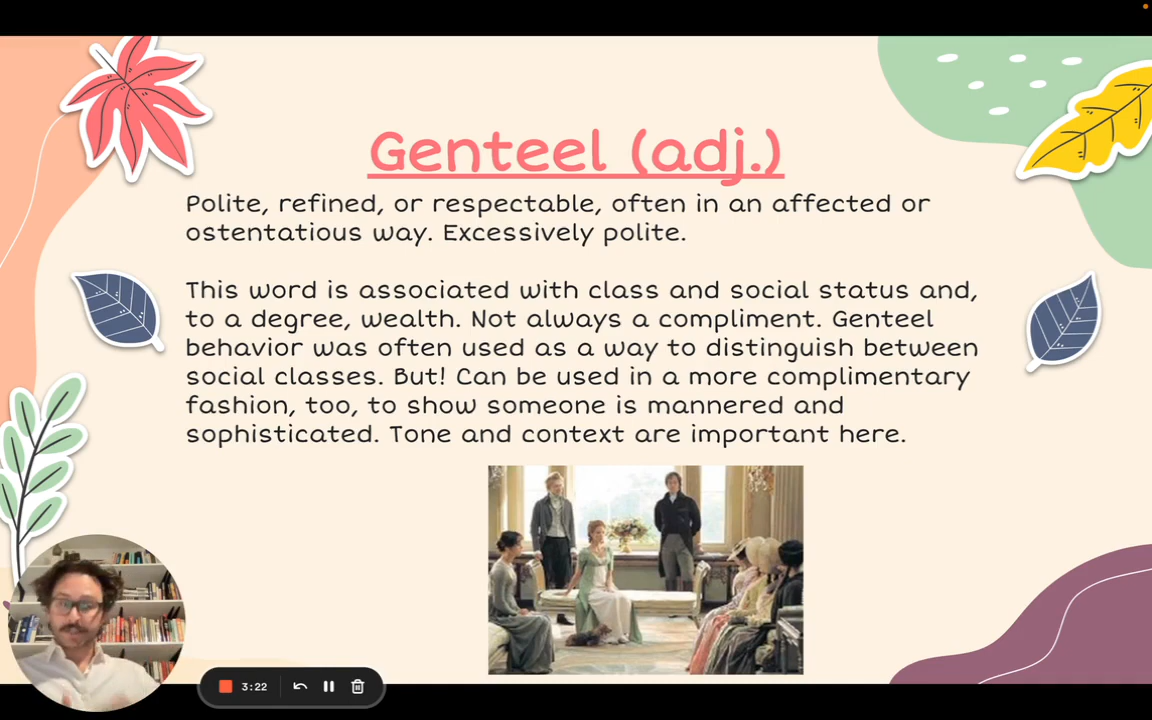 Genteel (adj.)
Polite, refined, or respectable, often in an affected or
ostentatious way. Excessively polite.
This word is associated with class and social status and,
to a degree, wealth. Not always a compliment. Genteel
behavior was often used as a way to distinguish between
social classes. But! Can be used in a more complimentary
fashion, too, to show someone is mannered and
sophisticated. Tone and context are important here.
3:22